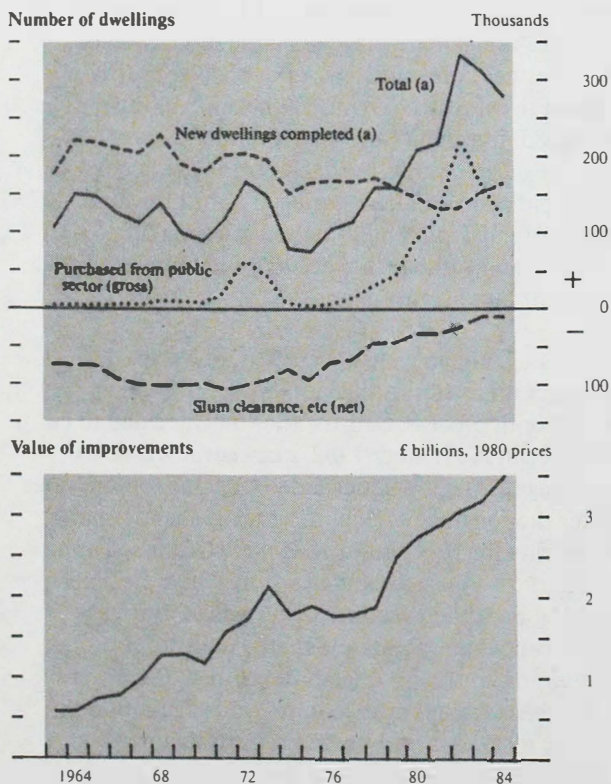 Number of dwellings Thousands
300
Total (a)
New dwellings completed (a)
200
100
Purchased from public
sector (gross)
+
0
–
100
Slum clearance, etc (net)
Value of improvements £ billions, 1980 prices
3
2
1
1964 68 72 76 80 84